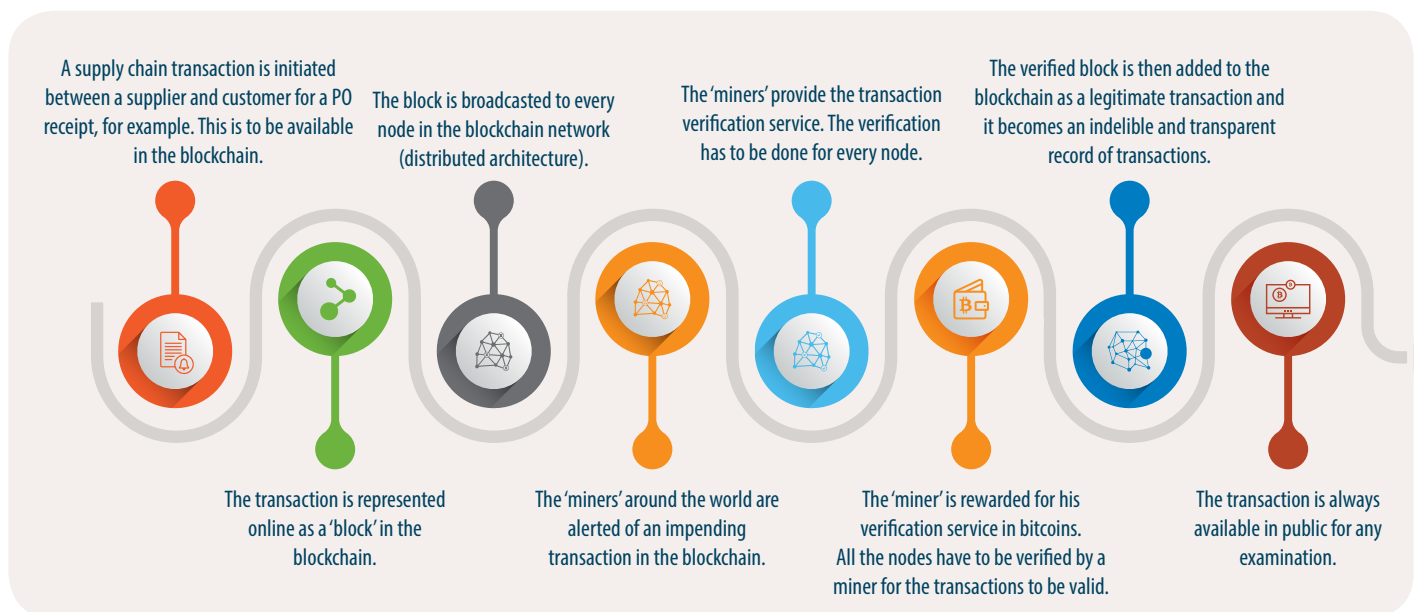 A supply chain transaction is initiated
between a supplier and customer for a PO
receipt, for example. This is to be available
in the blockchain.
The transaction is represented
online as a ‘block’ in the
blockchain.
The block is broadcasted to every
node in the blockchain network
(distributed architecture).
The ‘miners’ around the world are
alerted of an impending
transaction in the blockchain.
The ‘miners’ provide the transaction
verification service. The verification
has to be done for every node.
The ‘miner’ is rewarded for his
verification service in bitcoins.
All the nodes have to be verified by a
miner for the transactions to be valid.
The verified block is then added to the
blockchain as a legitimate transaction and
it becomes an indelible and transparent
record of transactions.
The transaction is always
available in public for any
examination.